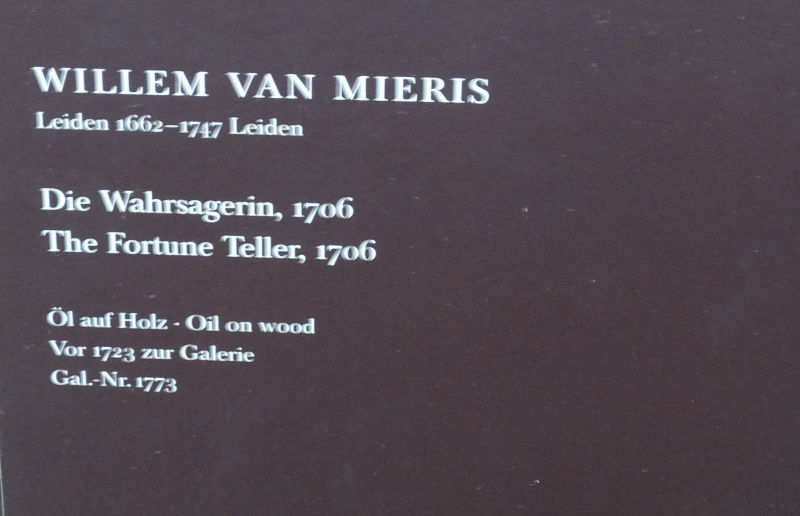 WILLEM VAN MIERIS
Leiden 1662–1747 Leiden
Die Wahrsagerin, 1706
The Fortune Teller, 1706
Öl auf Holz · Oil on wood
Vor 1723 zur Galerie
Gal.-Nr. 1773